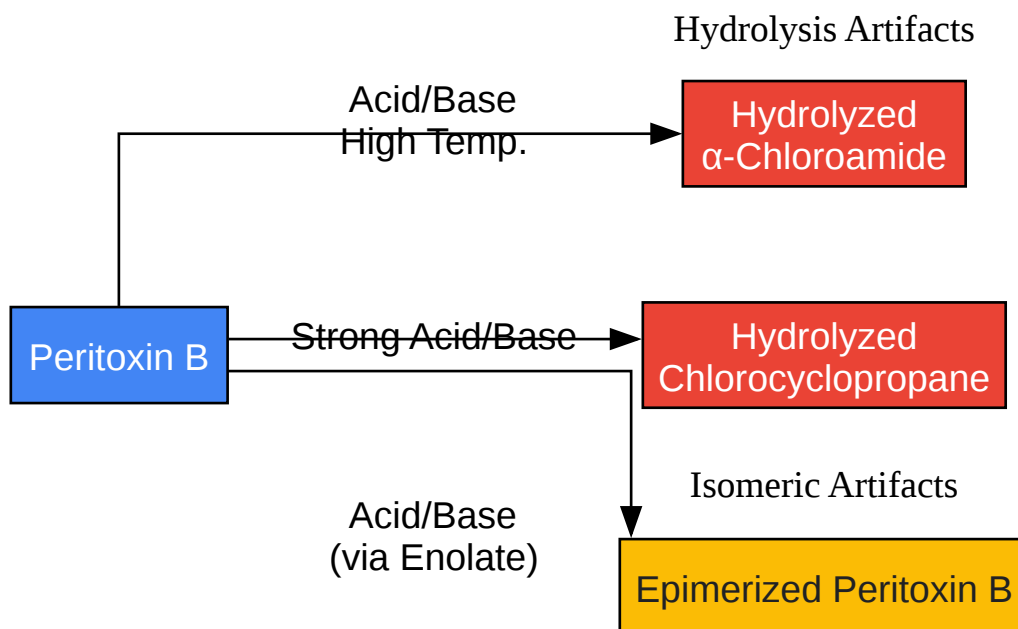 Hydrolysis Artifacts
Acid/Base
High Temp.
Hydrolyzed
α-Chloroamide
Peritoxin B
Strong Acid/Base
Hydrolyzed
Chlorocyclopropane
Isomeric Artifacts
Acid/Base
(via Enolate)
Epimerized Peritoxin B